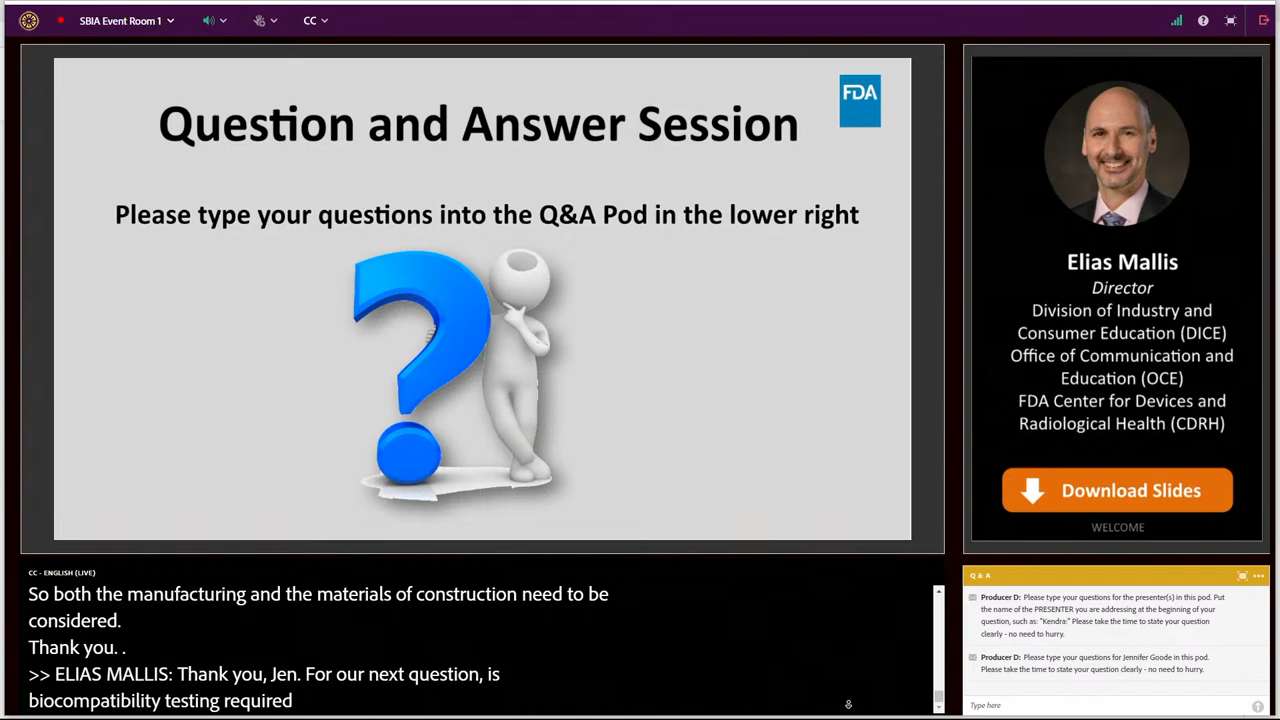 SBIA Event Room 1
CC
Question and Answer Session
FDA
Please type your questions into the Q&A Pod in the lower right
Elias Mallis
Director
Division of Industry and
Consumer Education (DICE)
Office of Communication and
Education (OCE)
FDA Center for Devices and
Radiological Health (CDRH)
Download Slides
WELCOME
CC - ENGLISH (LIVE)
So both the manufacturing and the materials of construction need to be
considered.
Thank you. .
>> ELIAS MALLIS: Thank you, Jen. For our next question, is
biocompatibility testing required
Q & A
Producer D: Please type your questions for the presenter(s) in this pod. Put
the name of the PRESENTER you are addressing at the beginning of your
question, such as: "Kendra:" Please take the time to state your question
clearly - no need to hurry.
Producer D: Please type your questions for Jennifer Goode in this pod.
Please take the time to state your question clearly - no need to hurry.
Type here